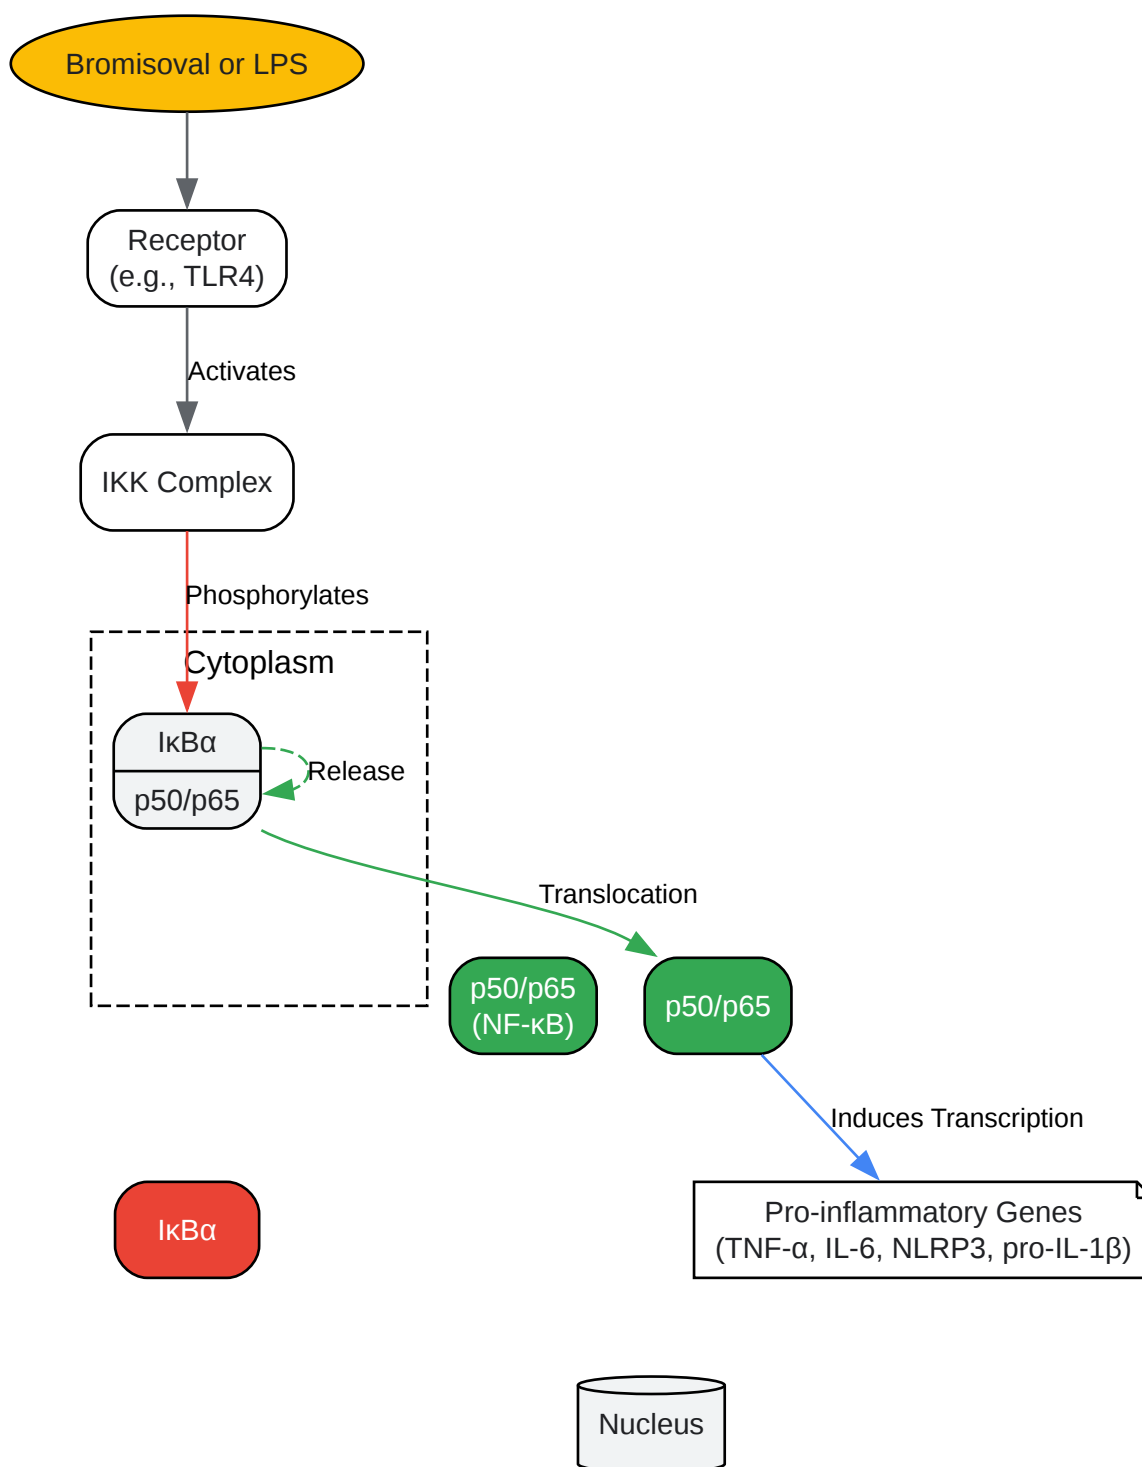 Bromisoval or LPS
Receptor
(e.g., TLR4)
Activates
IKK Complex
Phosphorylates
Cytoplasm
IκBα
Release
p50/p65
Translocation
p50/p65
(NF-κB)
p50/p65
Induces Transcription
IκBα
Pro-inflammatory Genes
(TNF-α, IL-6, NLRP3, pro-IL-1β)
Nucleus